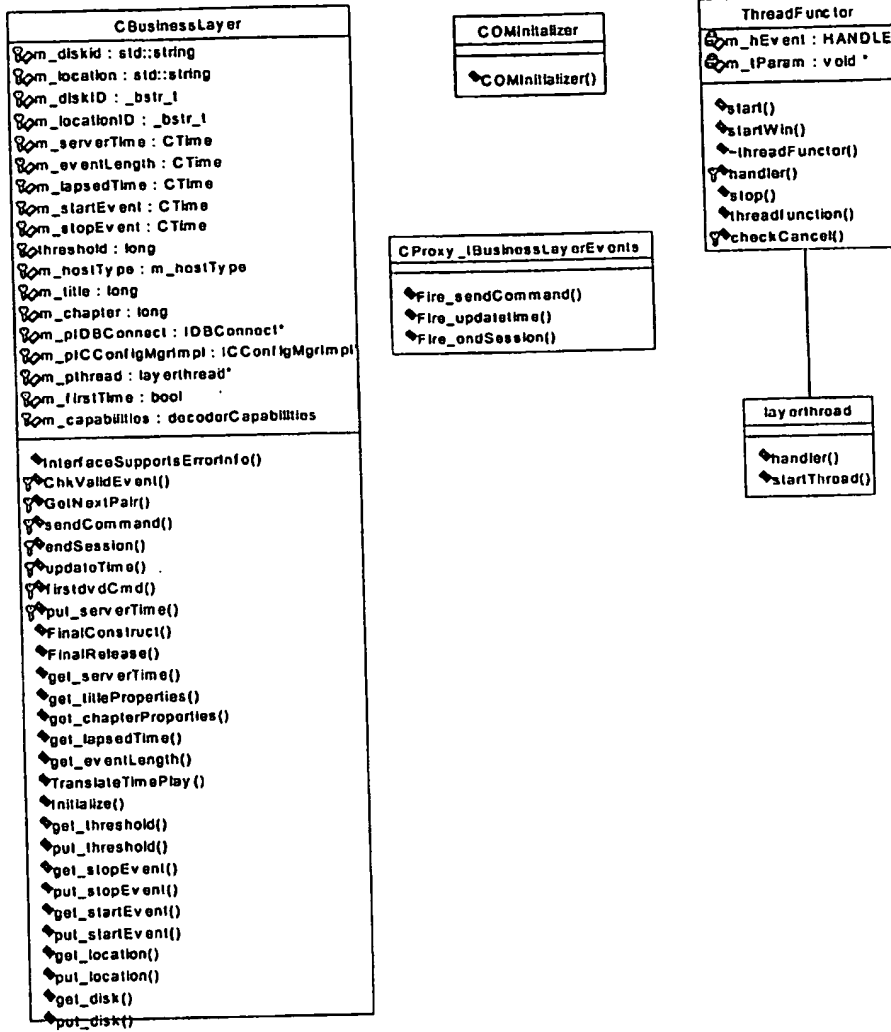 CBusinessLayer
m_diskid : std::string
m_location : std::string
m_diskID : _bstr_t
m_locationID : _bstr_t
m_serverTime : CTime
m_eventLength : CTime
m_lapsedTime : CTime
m_startEvent : CTime
m_stopEvent : CTime
threshold : long
m_hostType : m_hostType
m_title : long
m_chapter : long
m_pIDBConnect : IDBConnect*
m_pICConfigMgrImpl : ICConfigMgrImpl*
m_pthread : layerthread*
m_firstTime : bool
m_capabilities : decoderCapabilities
InterfaceSupportsErrorInfo()
ChkValidEvent()
GetNextPair()
sendCommand()
endSession()
updateTime()
firstdvdCmd()
put_serverTime()
FinalConstruct()
FinalRelease()
get_serverTime()
get_titleProperties()
get_chapterProperties()
get_lapsedTime()
get_eventLength()
TranslateTimePlay()
Initialize()
get_threshold()
put_threshold()
get_stopEvent()
put_stopEvent()
get_startEvent()
put_startEvent()
get_location()
put_location()
get_disk()
put_disk()
COMInitalizer
COMInitializer()
CProxy_IBusinessLayerEvents
Fire_sendCommand()
Fire_updatetime()
Fire_endSession()
ThreadFunctor
m_hEvent : HANDLE
m_tParam : void *
start()
startWin()
~threadFunctor()
handler()
stop()
threadfunction()
checkCancel()
layerthread
handler()
startThread()